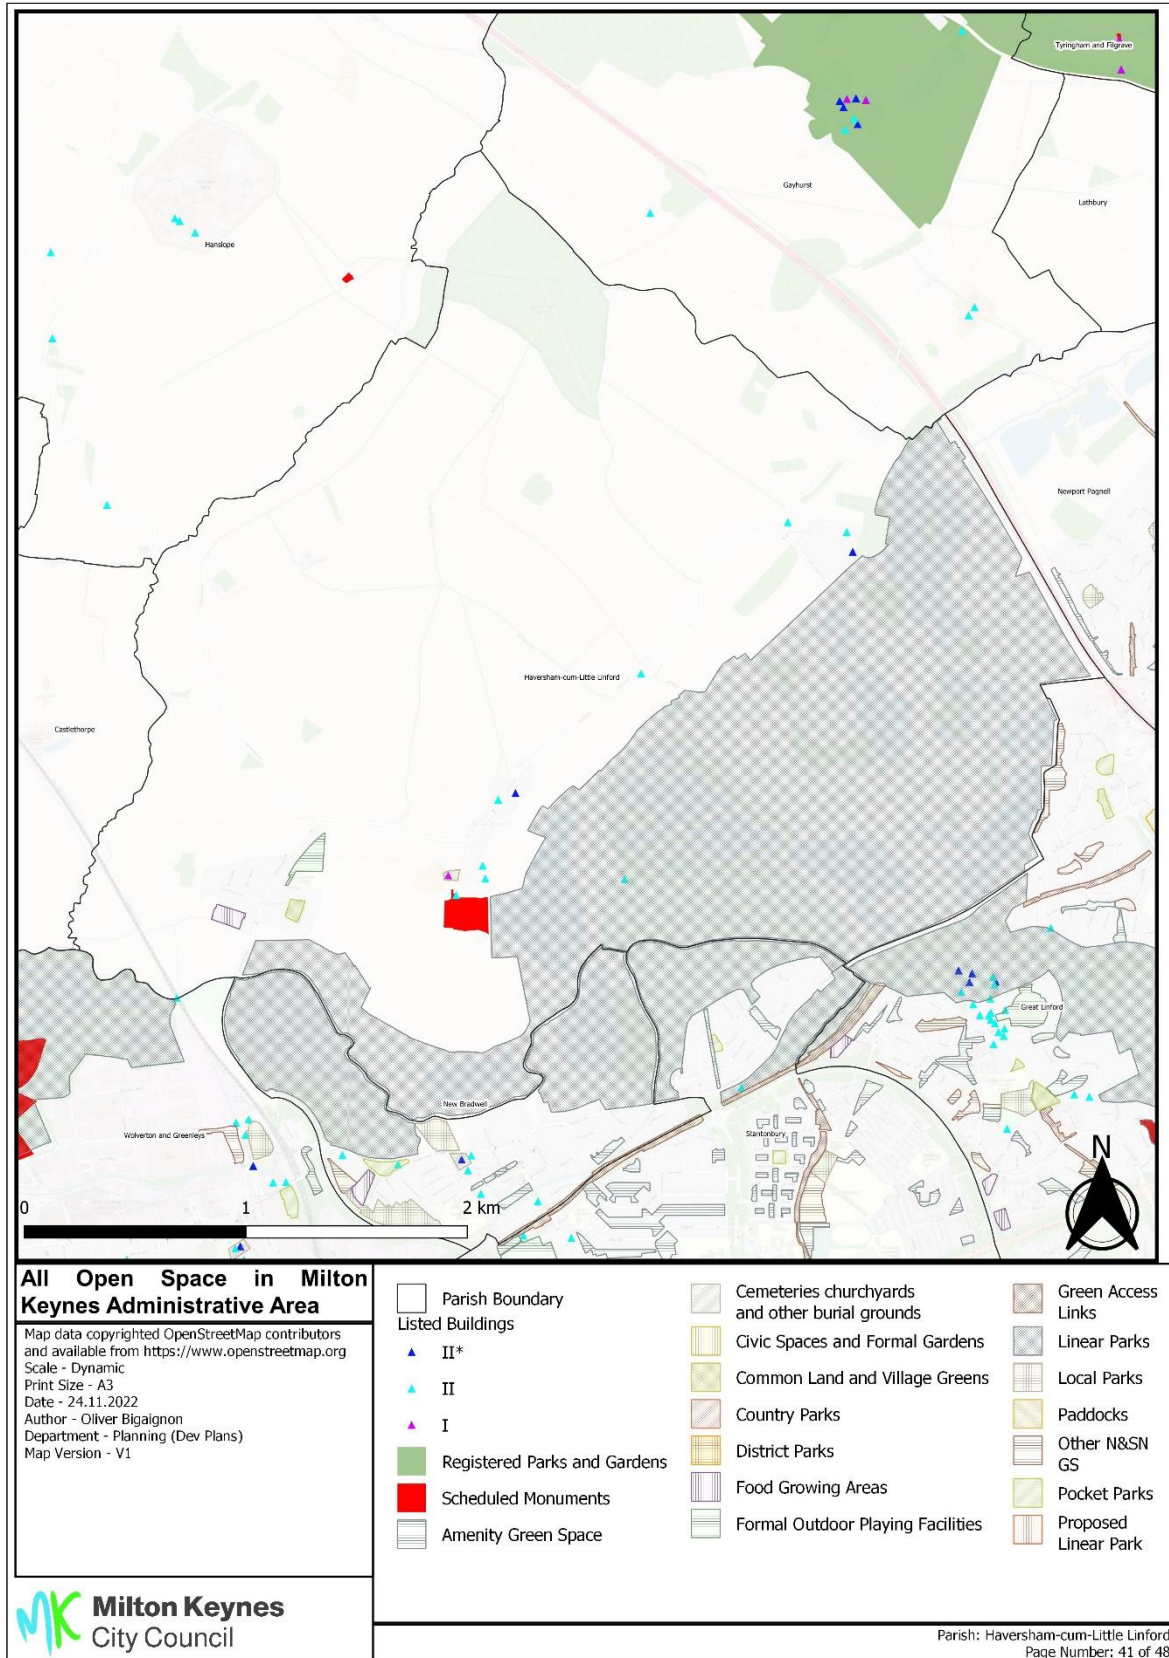 Tyringham and Filgrave
Gayhurst
Lathbury
Hanslope
Newport Pagnell
Haversham-cum-Little Linford
Castlethorpe
Great Linford
New Bradwell
Wolverton and Greenleys
Stantonbury
N
0 1 2 km
All Open Space in Milton
Keynes Administrative Area
Map data copyrighted OpenStreetMap contributors
and available from https://www.openstreetmap.org
Scale - Dynamic
Print Size - A3
Date - 24.11.2022
Author - Oliver Bigaignon
Department - Planning (Dev Plans)
Map Version - V1
MK Milton Keynes
City Council
Parish Boundary
Listed Buildings
II*
II
I
Registered Parks and Gardens
Scheduled Monuments
Amenity Green Space
Cemeteries churchyards
and other burial grounds
Civic Spaces and Formal Gardens
Common Land and Village Greens
Country Parks
District Parks
Food Growing Areas
Formal Outdoor Playing Facilities
Green Access
Links
Linear Parks
Local Parks
Paddocks
Other N&SN
GS
Pocket Parks
Proposed
Linear Park
Parish: Haversham-cum-Little Linford
Page Number: 41 of 48